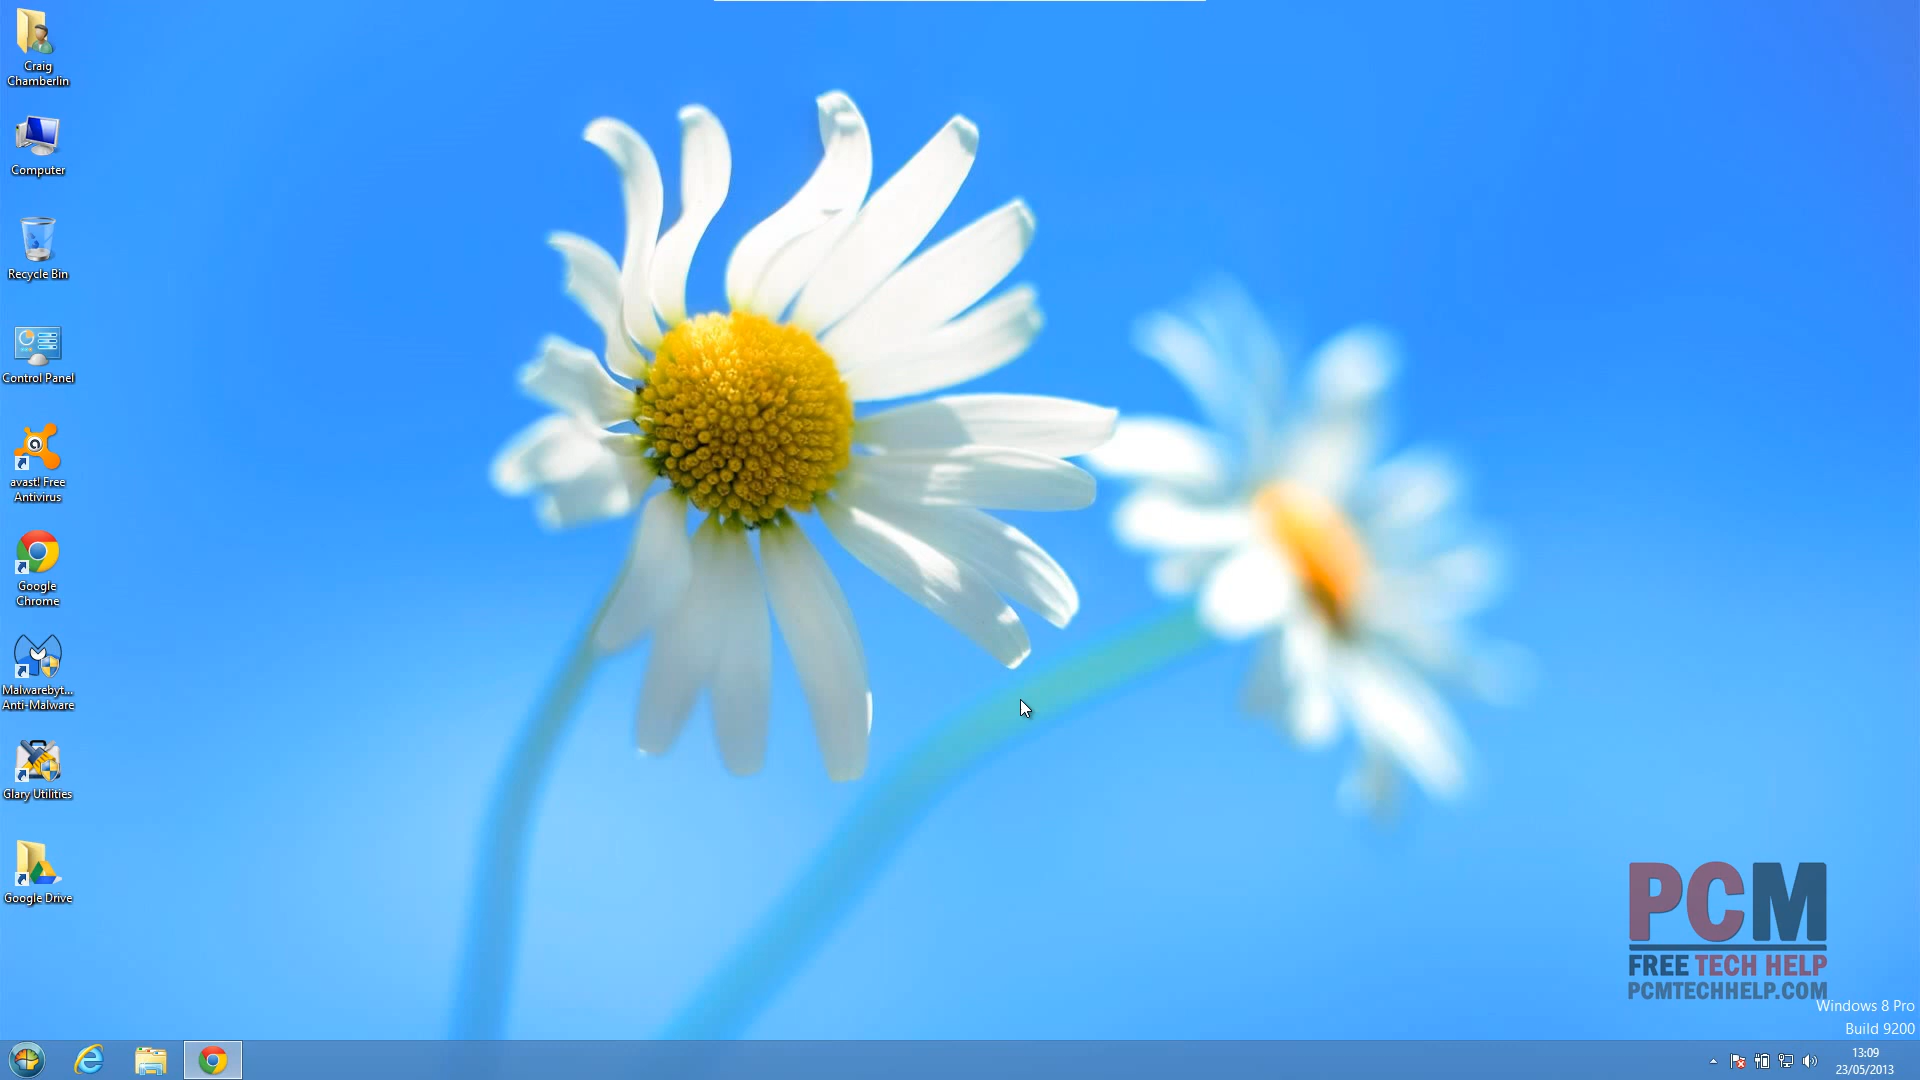 Craig
Chamberlin
Computer
Recycle Bin
Control Panel
avast! Free
Antivirus
Google
Chrome
Malwarebyt...
Anti-Malware
Glary Utilities
Google Drive
PCM
FREE TECH HELP
PCMTECHHELP.COM
Windows 8 Pro
Build 9200
13:09
23/05/2013